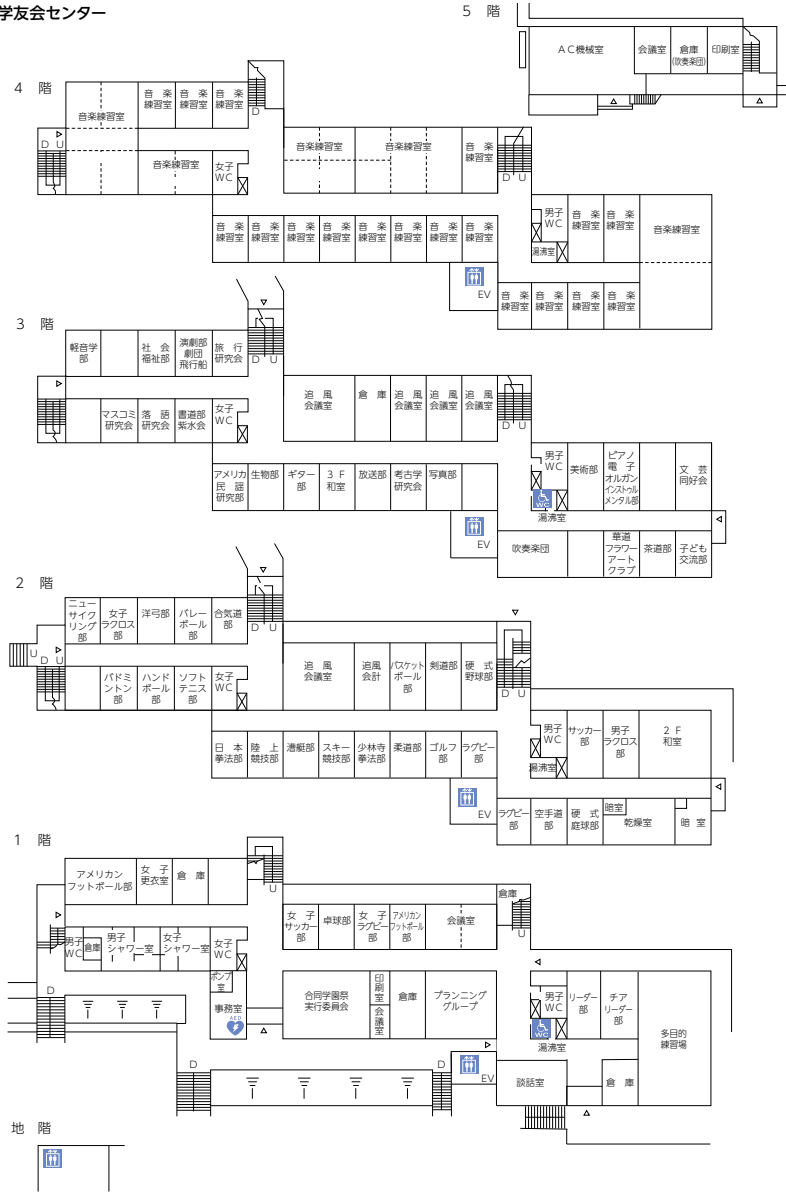 学友会センター
5 階
AC機械室
会議室
倉庫
(吹奏楽団)
印刷室
4 階
音楽練習室
音 楽
練習室
音 楽
練習室
音 楽
練習室
D
D U
音楽練習室
女子
WC
音楽練習室
音楽練習室
音 楽
練習室
D U
音 楽
練習室
音 楽
練習室
音 楽
練習室
音 楽
練習室
音 楽
練習室
音 楽
練習室
音 楽
練習室
音 楽
練習室
男子
WC
湯沸室
音 楽
練習室
音 楽
練習室
音楽練習室
EV
音 楽
練習室
音 楽
練習室
音 楽
練習室
音 楽
練習室
3 階
軽音学
部
社 会
福祉部
演劇部
劇団
飛行船
旅 行
研究会
D U
マスコミ
研究会
落 語
研究会
書道部
紫水会
女子
WC
追 風
会議室
倉 庫
追 風
会議室
追 風
会議室
追 風
会議室
D U
アメリカ
民 謡
研究部
生物部
ギター
部
3 F
和室
放送部
考古学
研究会
写真部
男子
WC
WC
湯沸室
美術部
ピアノ
電 子
オルガン
インストゥル
メンタル部
文 芸
同好会
EV
吹奏楽団
華道
フラワー
アート
クラブ
茶道部
子ども
交流部
2 階
ニュー
サイク
リング
部
女子
ラクロス
部
洋弓部
バレー
ボール
部
合気道
部
D U
U
D U
バドミ
ントン
部
ハンド
ボール
部
ソフト
テニス
部
女子
WC
追 風
会議室
追風
会計
バスケット
ボール
部
剣道部
硬 式
野球部
D U
日 本
拳法部
陸 上
競技部
漕艇部
スキー
競技部
少林寺
拳法部
柔道部
ゴルフ
部
ラグビー
部
男子
WC
湯沸室
サッカー
部
男子
ラクロス
部
2 F
和室
EV
ラグビー
部
空手道
部
硬 式
庭球部
暗室
乾燥室
暗 室
1 階
アメリカン
フットボール部
女 子
更衣室
倉 庫
U
男子
WC
倉庫
男子
シャワー室
女子
シャワー室
女子
WC
ポンプ
室
事務室
AED
女 子
サッカー
部
卓球部
女 子
ラグビー
部
アメリカン
フットボール
部
会議室
倉庫
U
合同学園祭
実行委員会
印
刷
室
会
議
室
倉庫
プランニング
グループ
男子
WC
WC
湯沸室
リーダー
部
チア
リーダー
部
多目的
練習場
D
D
D
EV
談話室
倉 庫
地 階